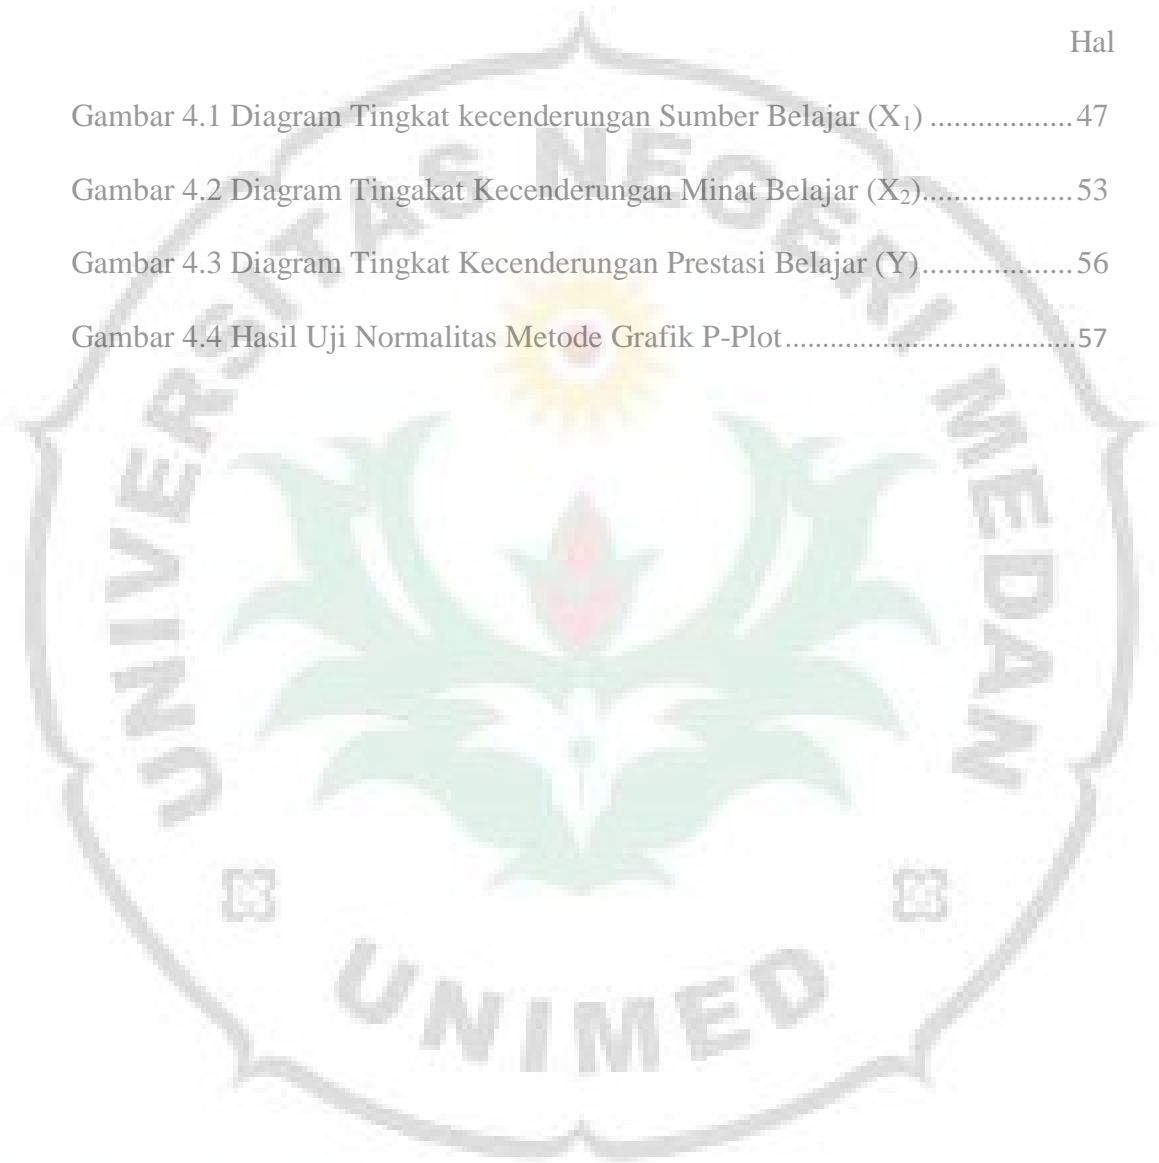 Hal
Gambar 4.1 Diagram Tingkat kecenderungan Sumber Belajar (X₁) ..................47
Gambar 4.2 Diagram Tingakat Kecenderungan Minat Belajar (X₂)...................53
Gambar 4.3 Diagram Tingkat Kecenderungan Prestasi Belajar (Y)...................56
Gambar 4.4 Hasil Uji Normalitas Metode Grafik P-Plot....................................57
UNIVERSITAS NEGERI MEDAN
UNIMED